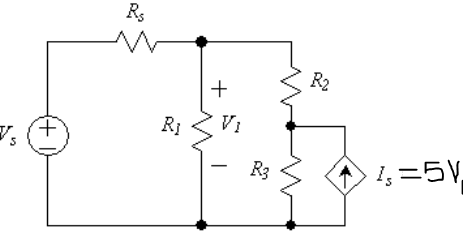 Rs
+
R2
Vs
+
−
R1
V1
−
R3
Is = 5V1